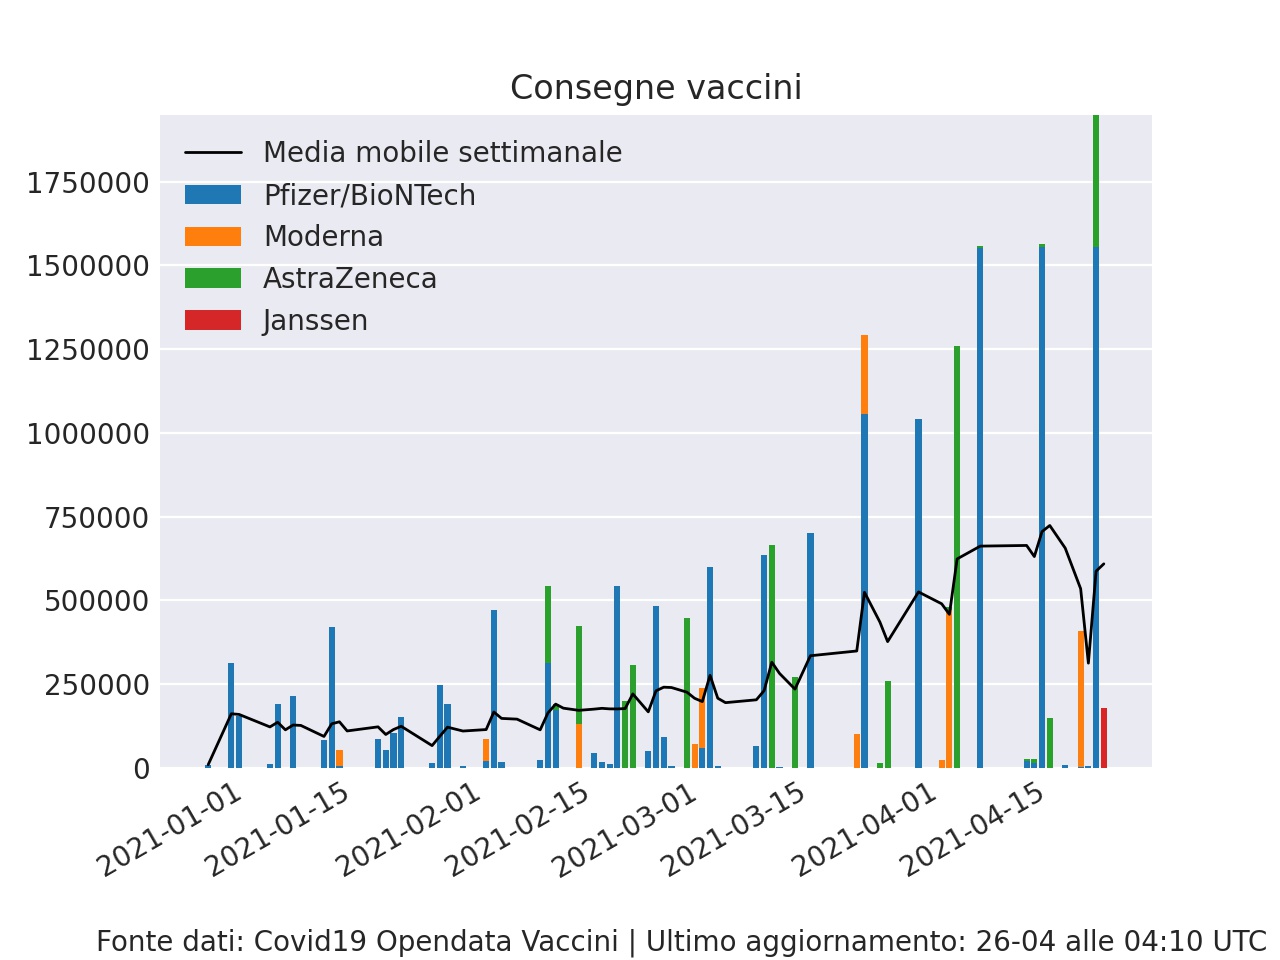 Consegne vaccini
Media mobile settimanale
Pfizer/BioNTech
Moderna
AstraZeneca
Janssen
1750000
1500000
1250000
1000000
750000
500000
250000
0
2021-01-01
2021-01-15
2021-02-01
2021-02-15
2021-03-01
2021-03-15
2021-04-01
2021-04-15
Fonte dati: Covid19 Opendata Vaccini | Ultimo aggiornamento: 26-04 alle 04:10 UTC